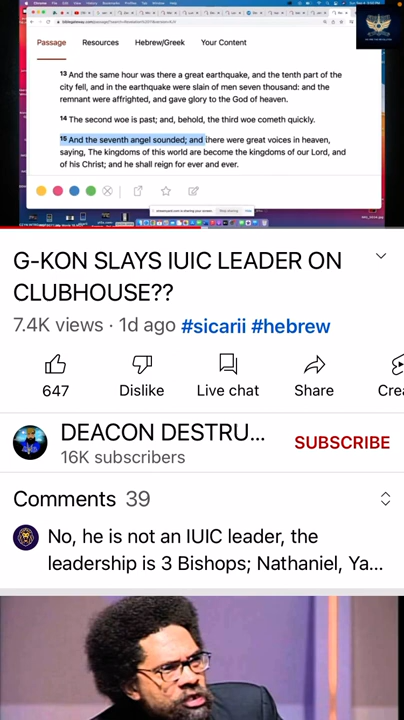 Passage
Resources
Hebrew/Greek
Your Content
13 And the same hour was there a great earthquake, and the tenth part of the
city fell, and in the earthquake were slain of men seven thousand: and the
remnant were affrighted, and gave glory to the God of heaven.
14 The second woe is past; and, behold, the third woe cometh quickly.
15 And the seventh angel sounded; and there were great voices in heaven,
saying, The kingdoms of this world are become the kingdoms of our Lord, and
of his Christ; and he shall reign for ever and ever.
G-KON SLAYS IUIC LEADER ON
CLUBHOUSE??
7.4K views · 1d ago #sicarii #hebrew
647
Dislike
Live chat
Share
Crea
DEACON DESTRU...
16K subscribers
SUBSCRIBE
Comments 39
No, he is not an IUIC leader, the
leadership is 3 Bishops; Nathaniel, Ya...